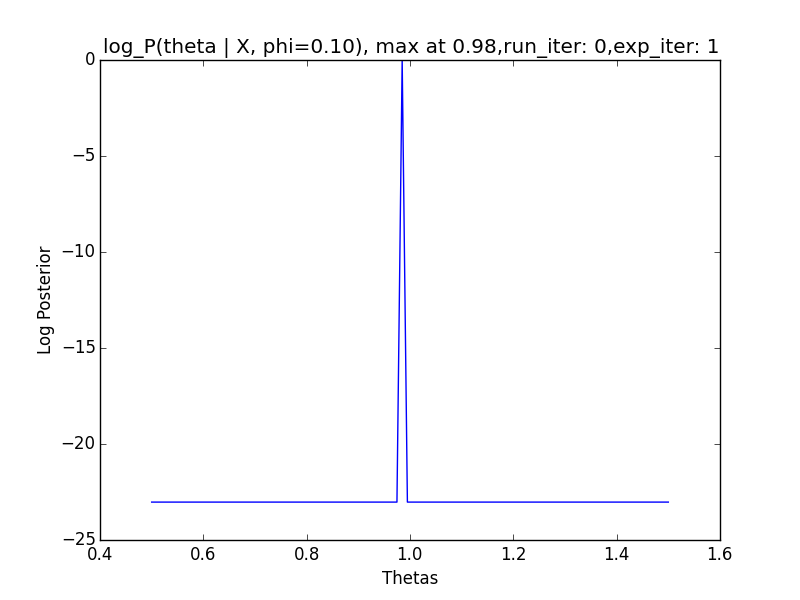 log_P(theta | X, phi=0.10), max at 0.98,run_iter: 0,exp_iter: 1
0
−5
−10
−15
−20
−25
Log Posterior
0.4 0.6 0.8 1.0 1.2 1.4 1.6
Thetas